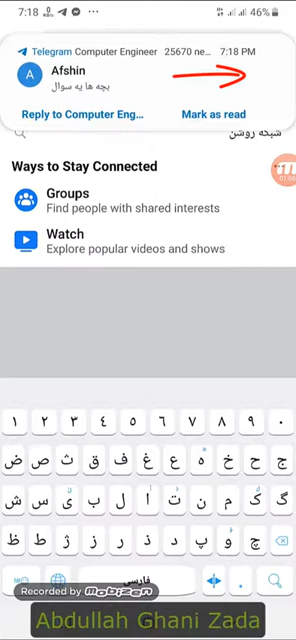 7:18 46%
Telegram Computer Engineer 25670 ne... 7:18 PM
A Afshin
بچه ها یه سوال
Reply to Computer Eng... Mark as read
شبکه روشن
Ways to Stay Connected
Groups
Find people with shared interests
Watch
Explore popular videos and shows
01:05
۱ ۲ ۳ ٤ ٥ ٦ ۷ ۸ ۹ ۰
ض ص ث ق ف غ ع ه خ ح ج
ش س ی ب ل ا ت ن م ک گ
ظ ط ژ ز ر ذ د پ و چ
فارسی .
Recorded by mobizen
Abdullah Ghani Zada